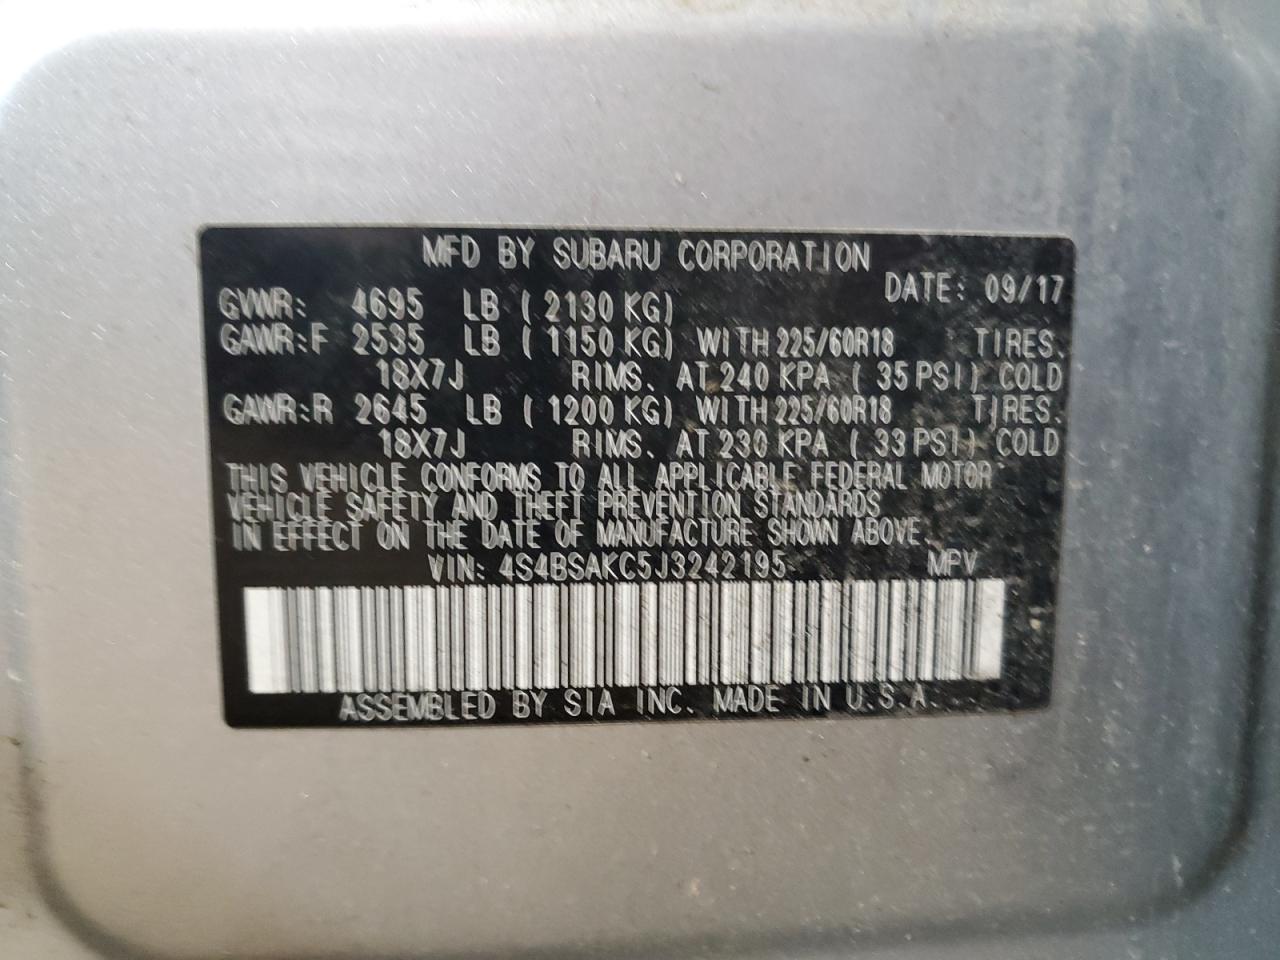 MFD BY SUBARU CORPORATION
DATE: 09/17
GVWR: 4695 LB ( 2130 KG)
GAWR:F 2535 LB ( 1150 KG) WITH 225/60R18 TIRES.
18X7J RIMS. AT 240 KPA ( 35 PSI) COLD
GAWR:R 2645 LB ( 1200 KG) WITH 225/60R18 TIRES.
18X7J RIMS. AT 230 KPA ( 33 PSI) COLD
THIS VEHICLE CONFORMS TO ALL APPLICABLE FEDERAL MOTOR
VEHICLE SAFETY AND THEFT PREVENTION STANDARDS
IN EFFECT ON THE DATE OF MANUFACTURE SHOWN ABOVE.
VIN: 4S4BSAKC5J3242195 MPV
ASSEMBLED BY SIA INC. MADE IN U.S.A.